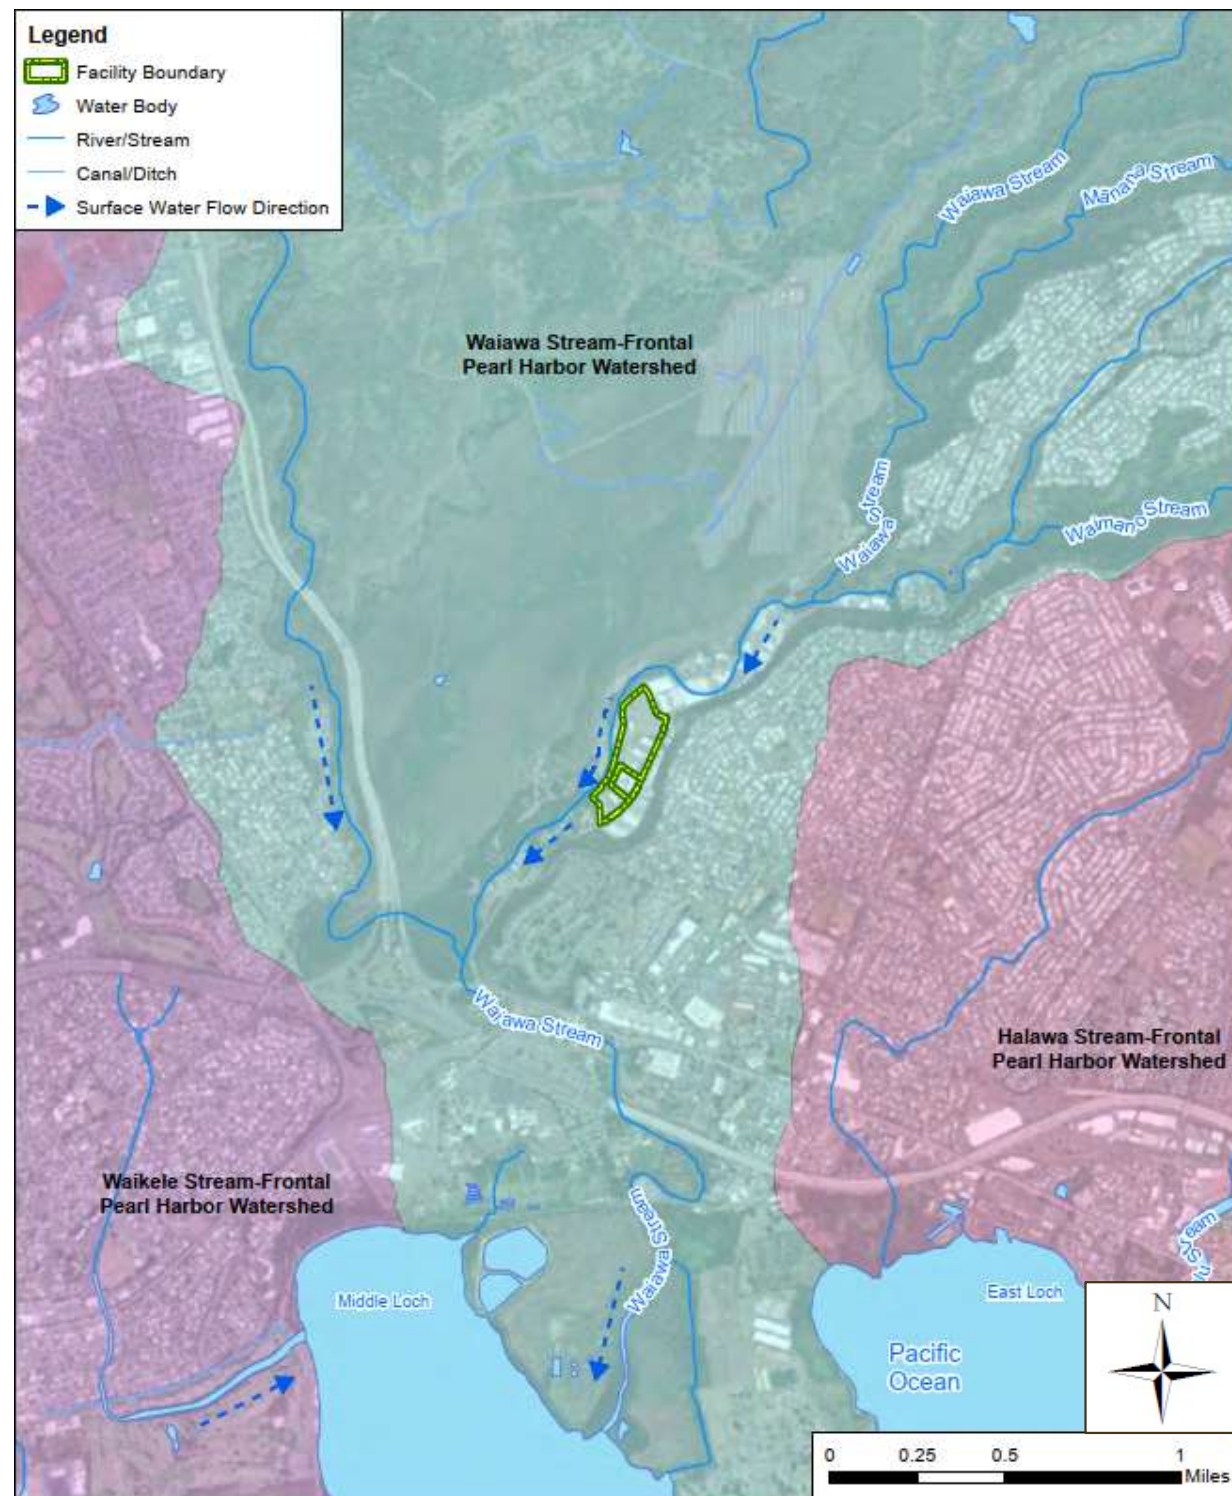 Legend
Facility Boundary
Water Body
River/Stream
Canal/Ditch
Surface Water Flow Direction
Waiawa Stream
Manana Stream
Waiawa Stream-Frontal
Pearl Harbor Watershed
Waiawa Stream
Waimano Stream
Waiawa Stream
Halawa Stream-Frontal
Pearl Harbor Watershed
Waikele Stream-Frontal
Pearl Harbor Watershed
Waiawa Stream
Middle Loch
East Loch
Pacific
Ocean
N
0 0.25 0.5 1
Miles